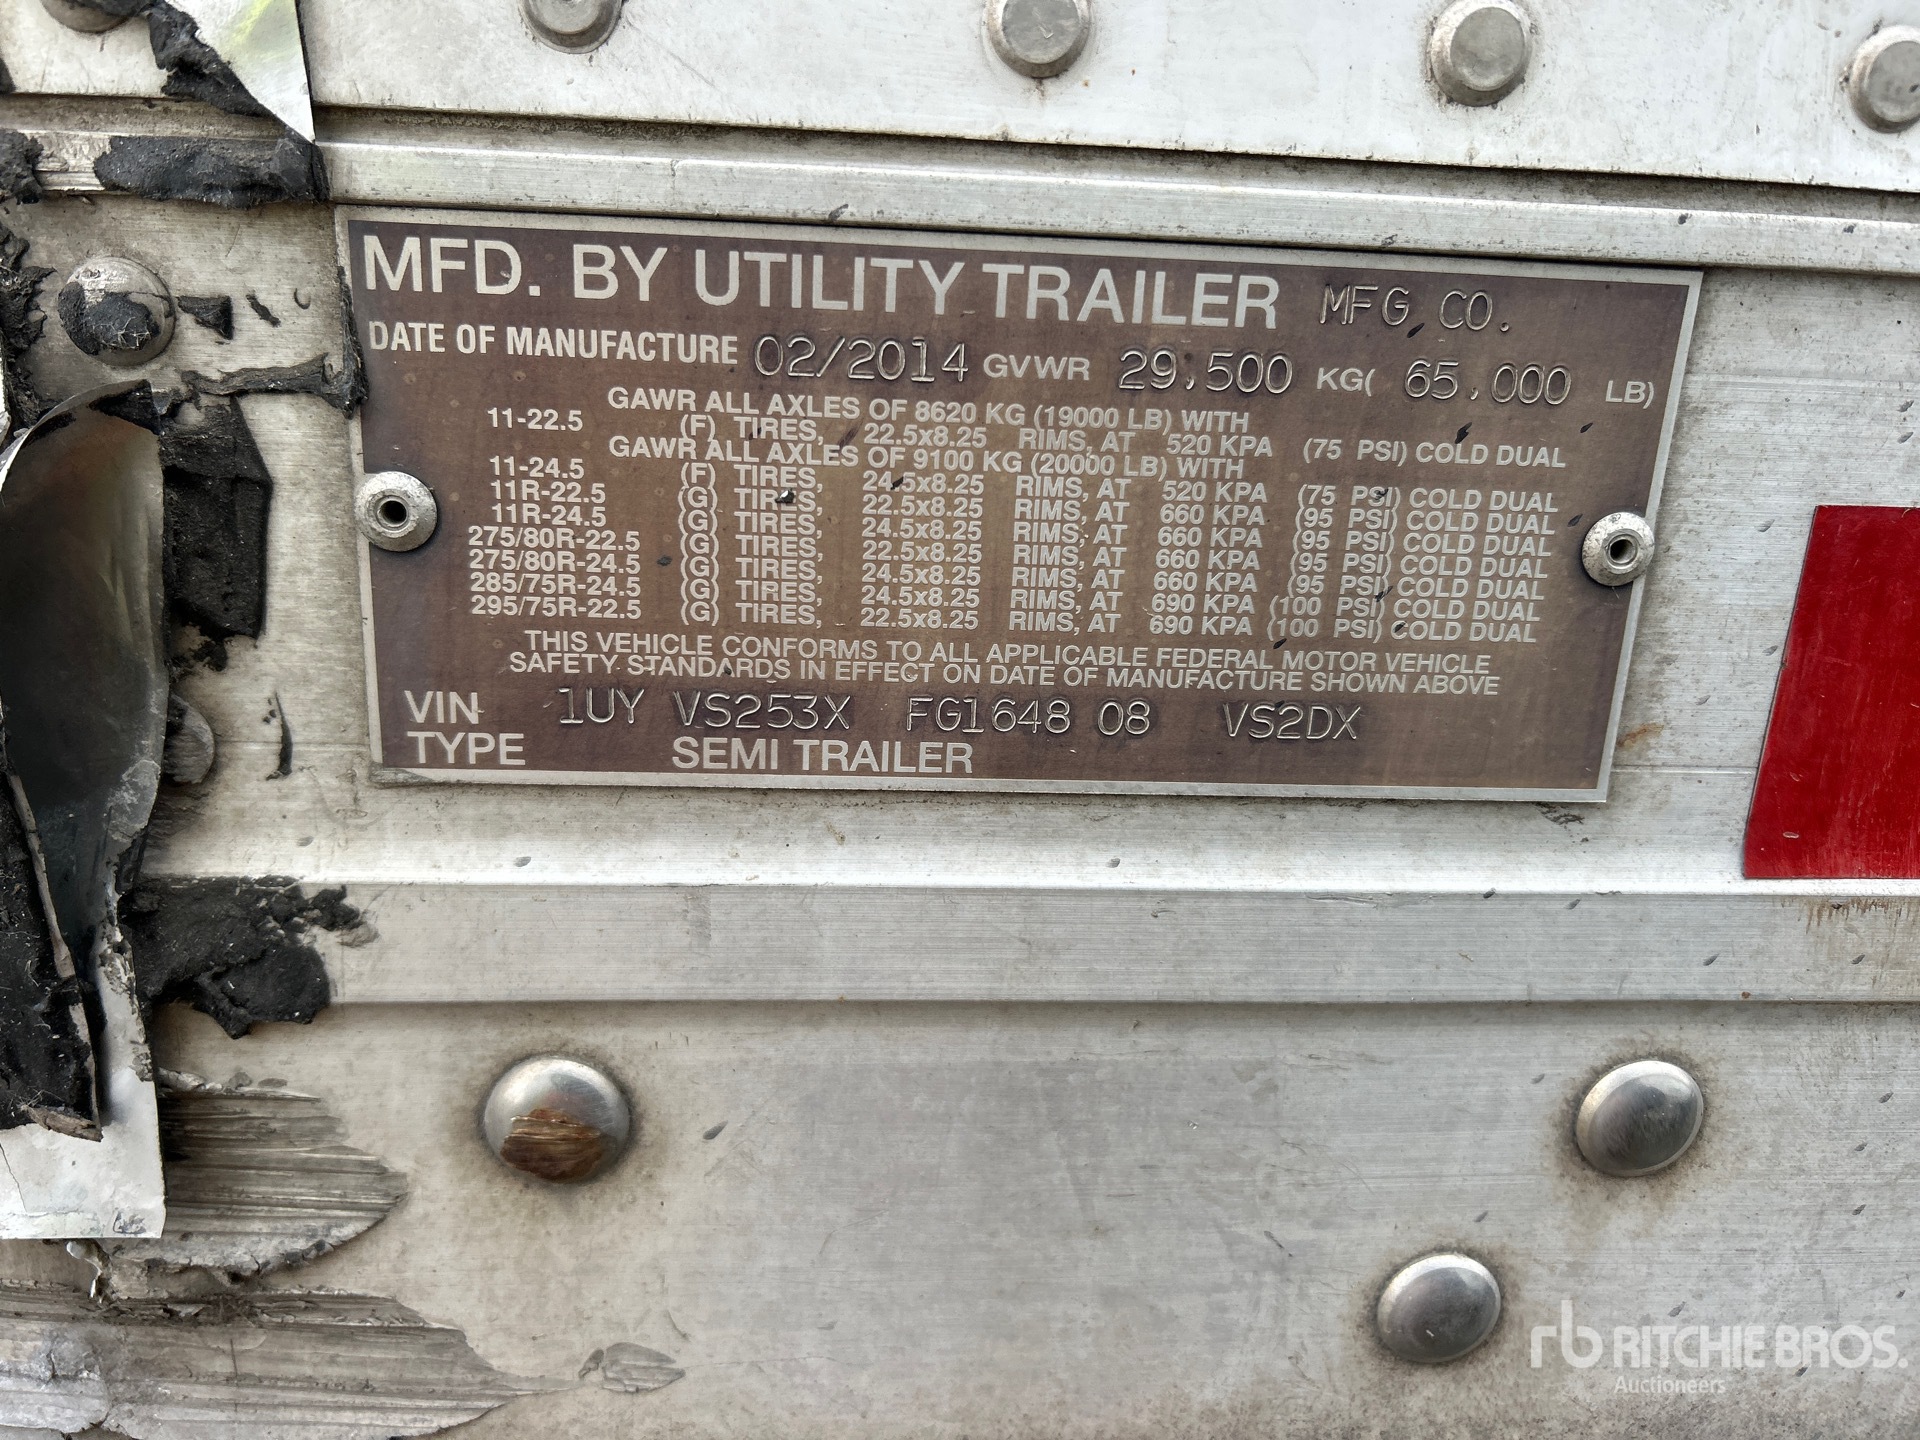 MFD. BY UTILITY TRAILER MFG CO.
DATE OF MANUFACTURE 02/2014 GVWR 29,500 KG( 65,000 LB)
GAWR ALL AXLES OF 8620 KG (19000 LB) WITH
11-22.5 (F) TIRES, 22.5x8.25 RIMS, AT 520 KPA (75 PSI) COLD DUAL
GAWR ALL AXLES OF 9100 KG (20000 LB) WITH
11-24.5 (F) TIRES, 24.5x8.25 RIMS, AT 520 KPA (75 PSI) COLD DUAL
11R-22.5 (G) TIRES, 22.5x8.25 RIMS, AT 660 KPA (95 PSI) COLD DUAL
11R-24.5 (G) TIRES, 24.5x8.25 RIMS, AT 660 KPA (95 PSI) COLD DUAL
275/80R-22.5 (G) TIRES, 22.5x8.25 RIMS, AT 660 KPA (95 PSI) COLD DUAL
275/80R-24.5 (G) TIRES, 24.5x8.25 RIMS, AT 660 KPA (95 PSI) COLD DUAL
285/75R-24.5 (G) TIRES, 24.5x8.25 RIMS, AT 690 KPA (100 PSI) COLD DUAL
295/75R-22.5 (G) TIRES, 22.5x8.25 RIMS, AT 690 KPA (100 PSI) COLD DUAL
THIS VEHICLE CONFORMS TO ALL APPLICABLE FEDERAL MOTOR VEHICLE
SAFETY STANDARDS IN EFFECT ON DATE OF MANUFACTURE SHOWN ABOVE
VIN 1UY VS253X FG1648 08 VS2DX
TYPE SEMI TRAILER
rb RITCHIE BROS.
Auctioneers